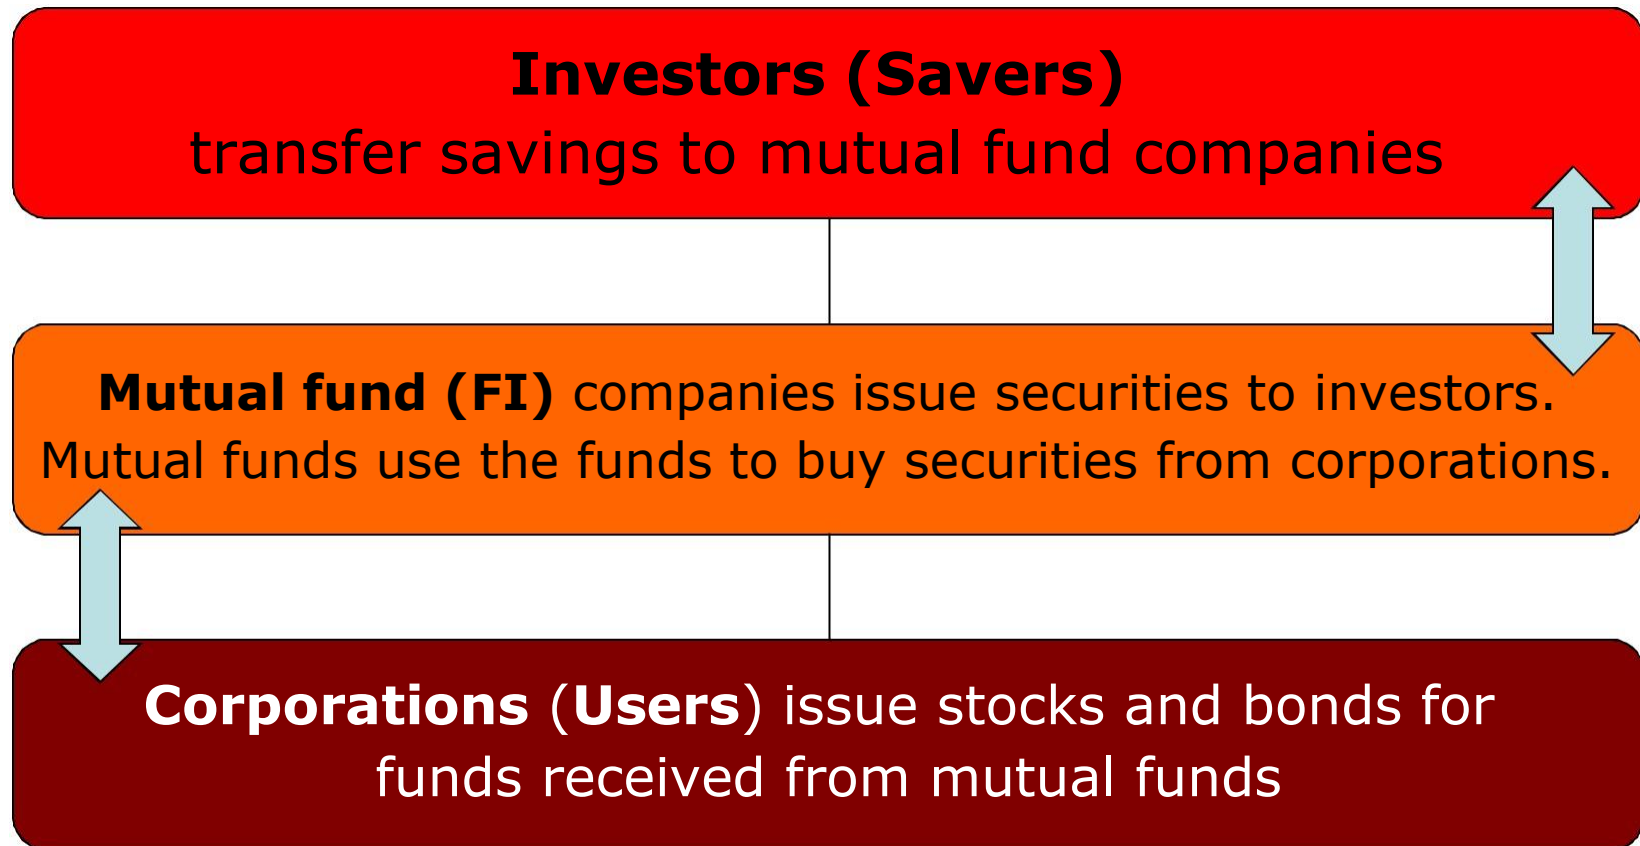 Investors (Savers)
transfer savings to mutual fund companies
Mutual fund (FI) companies issue securities to investors.
Mutual funds use the funds to buy securities from corporations.
Corporations (Users) issue stocks and bonds for
funds received from mutual funds